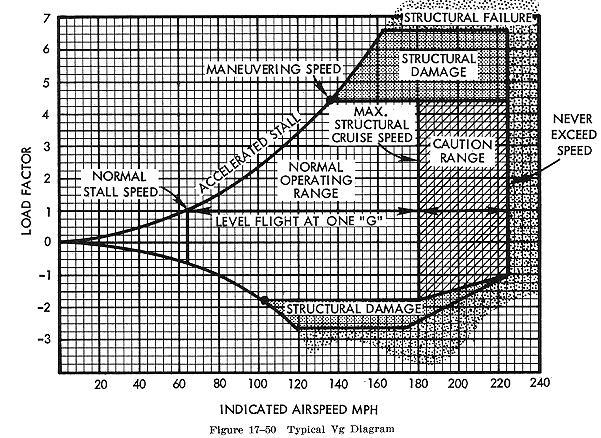 7
6
5
4
3
2
1
0
-1
-2
-3
LOAD FACTOR
STRUCTURAL FAILURE
STRUCTURAL
DAMAGE
MANEUVERING SPEED
MAX.
STRUCTURAL
CRUISE SPEED
NEVER
EXCEED
SPEED
CAUTION
RANGE
ACCELERATED STALL
NORMAL
STALL SPEED
NORMAL
OPERATING
RANGE
LEVEL FLIGHT AT ONE "G"
STRUCTURAL DAMAGE
20 40 60 80 100 120 140 160 180 200 220 240
INDICATED AIRSPEED MPH
Figure 17–50 Typical Vg Diagram